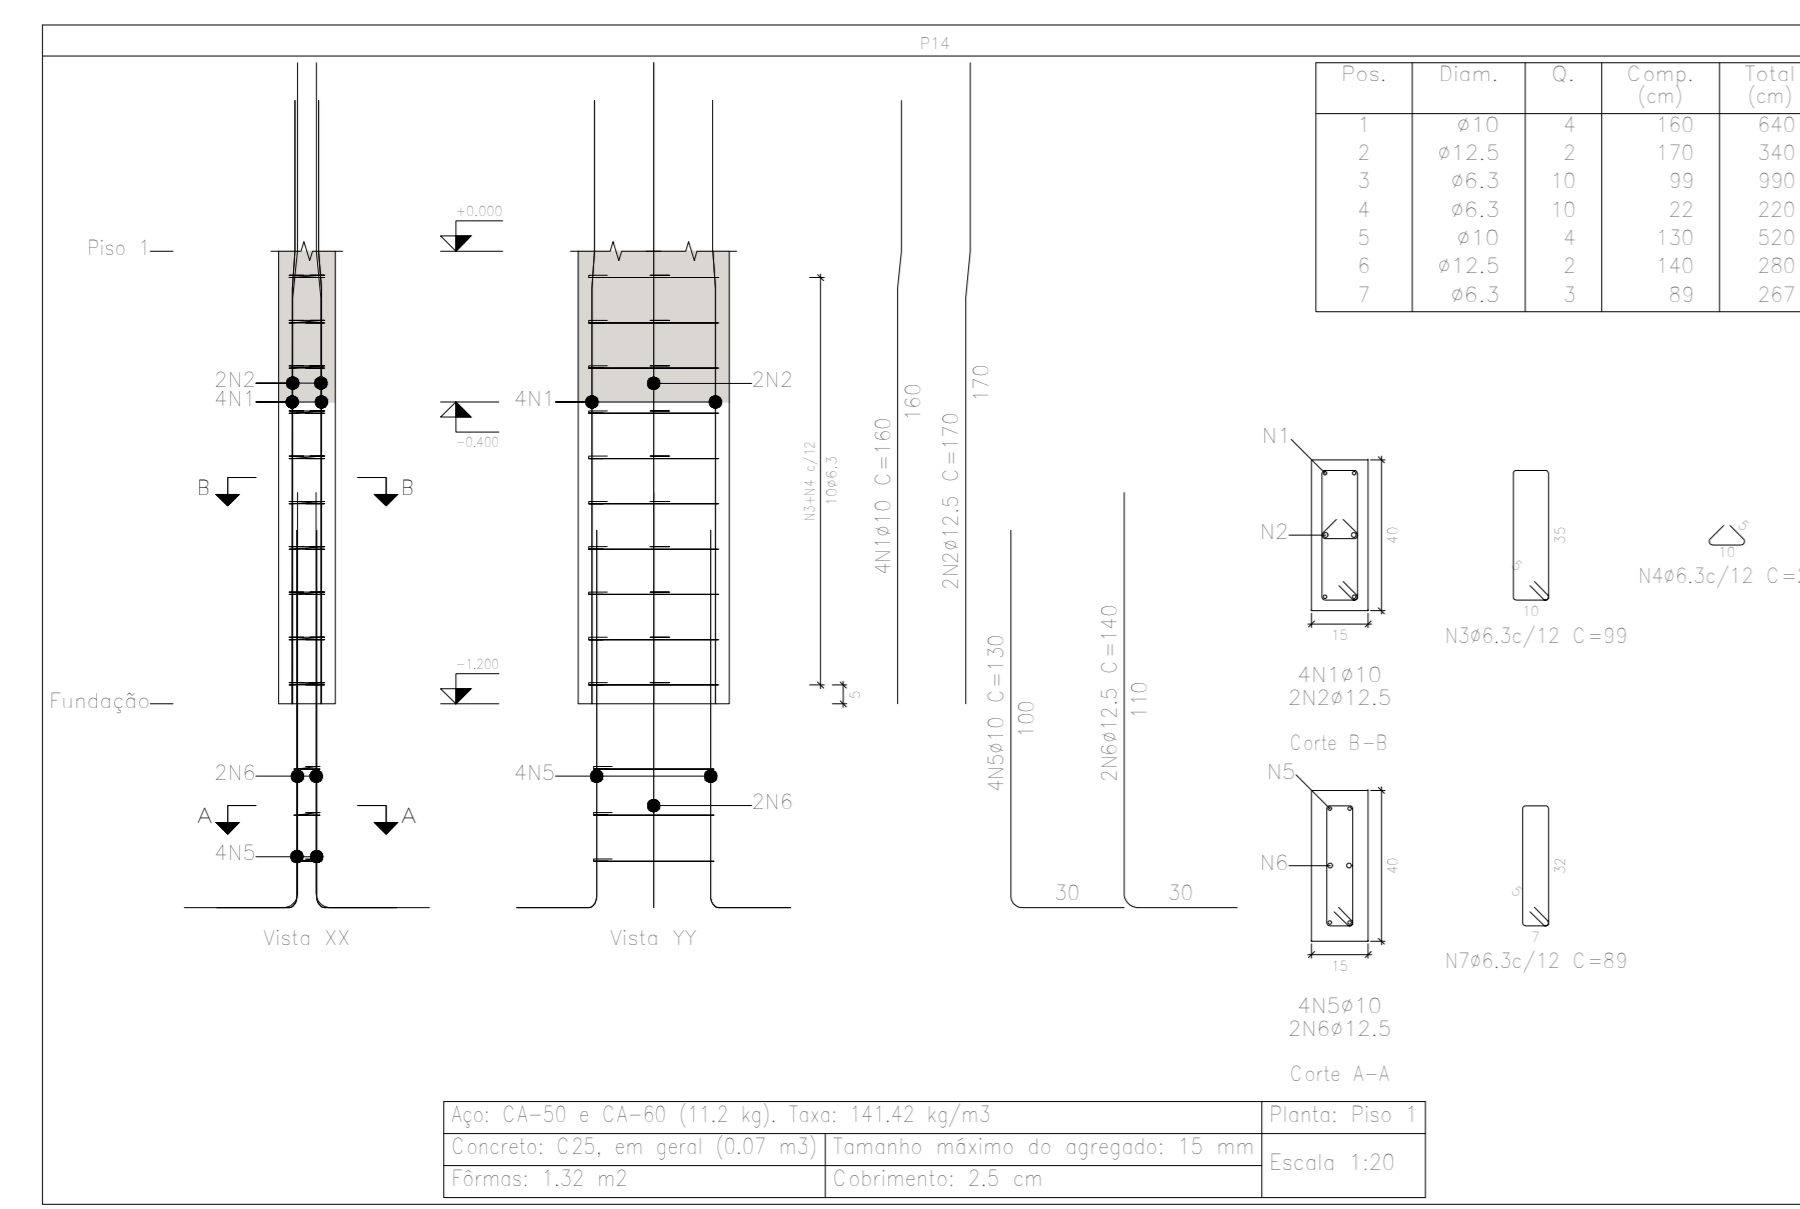 P14
Pos. Diam. Q. Comp. (cm) Total (cm)
1 ø10 4 160 640
2 ø12.5 2 170 340
3 ø6.3 10 99 990
4 ø6.3 10 22 220
5 ø10 4 130 520
6 ø12.5 2 140 280
7 ø6.3 3 89 267
+0.000
Piso 1
2N2
4N1
4N1
2N2
-0.400
B B
N3+N4 c/12
10ø6.3
4N1ø10 C=160
160
2N2ø12.5 C=170
170
-1.200
Fundação
5
2N6
4N5
2N6
A A
4N5
4N5ø10 C=130
100
30
2N6ø12.5 C=140
110
30
Vista XX
Vista YY
N1
N2
40
15
4N1ø10
2N2ø12.5
Corte B-B
35
5
10
N3ø6.3c/12 C=99
5
10
N4ø6.3c/12 C=
N5
N6
40
15
4N5ø10
2N6ø12.5
Corte A-A
32
5
7
N7ø6.3c/12 C=89
Aço: CA-50 e CA-60 (11.2 kg). Taxa: 141.42 kg/m3
Planta: Piso 1
Concreto: C25, em geral (0.07 m3)
Tamanho máximo do agregado: 15 mm
Escala 1:20
Fôrmas: 1.32 m2
Cobrimento: 2.5 cm